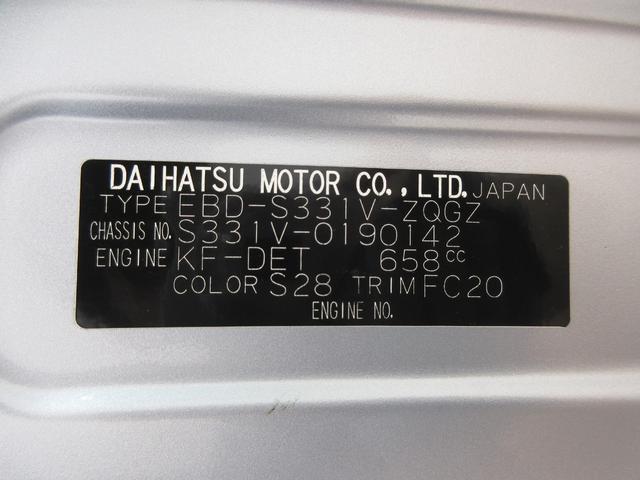 DAIHATSU MOTOR CO.,LTD. JAPAN
TYPE EBD-S331V-ZQGZ
CHASSIS NO. S331V-0190142
ENGINE KF-DET 658cc
COLOR S28 TRIM FC20
ENGINE NO.